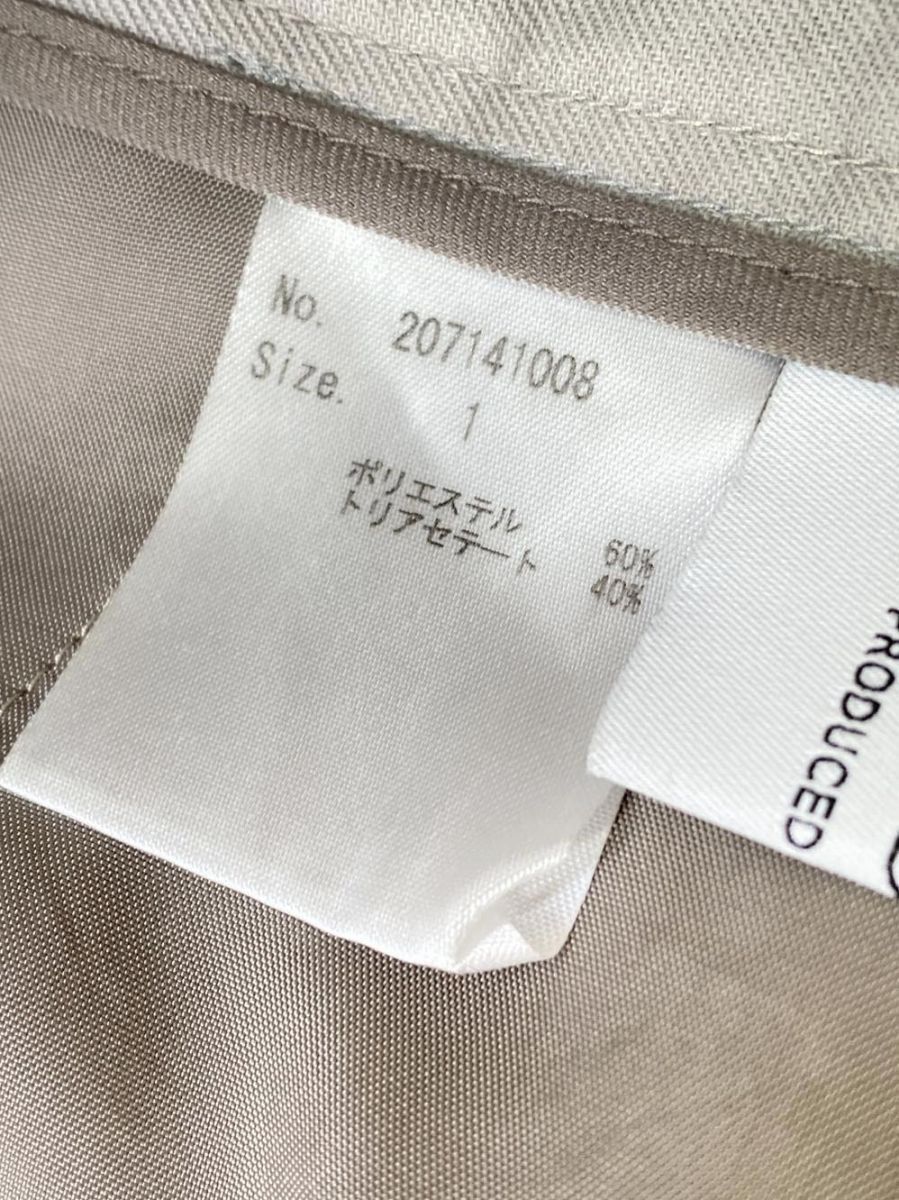 No. 207141008
Size. 1
ポリエステル 60%
トリアセテート 40%
PRODUCED